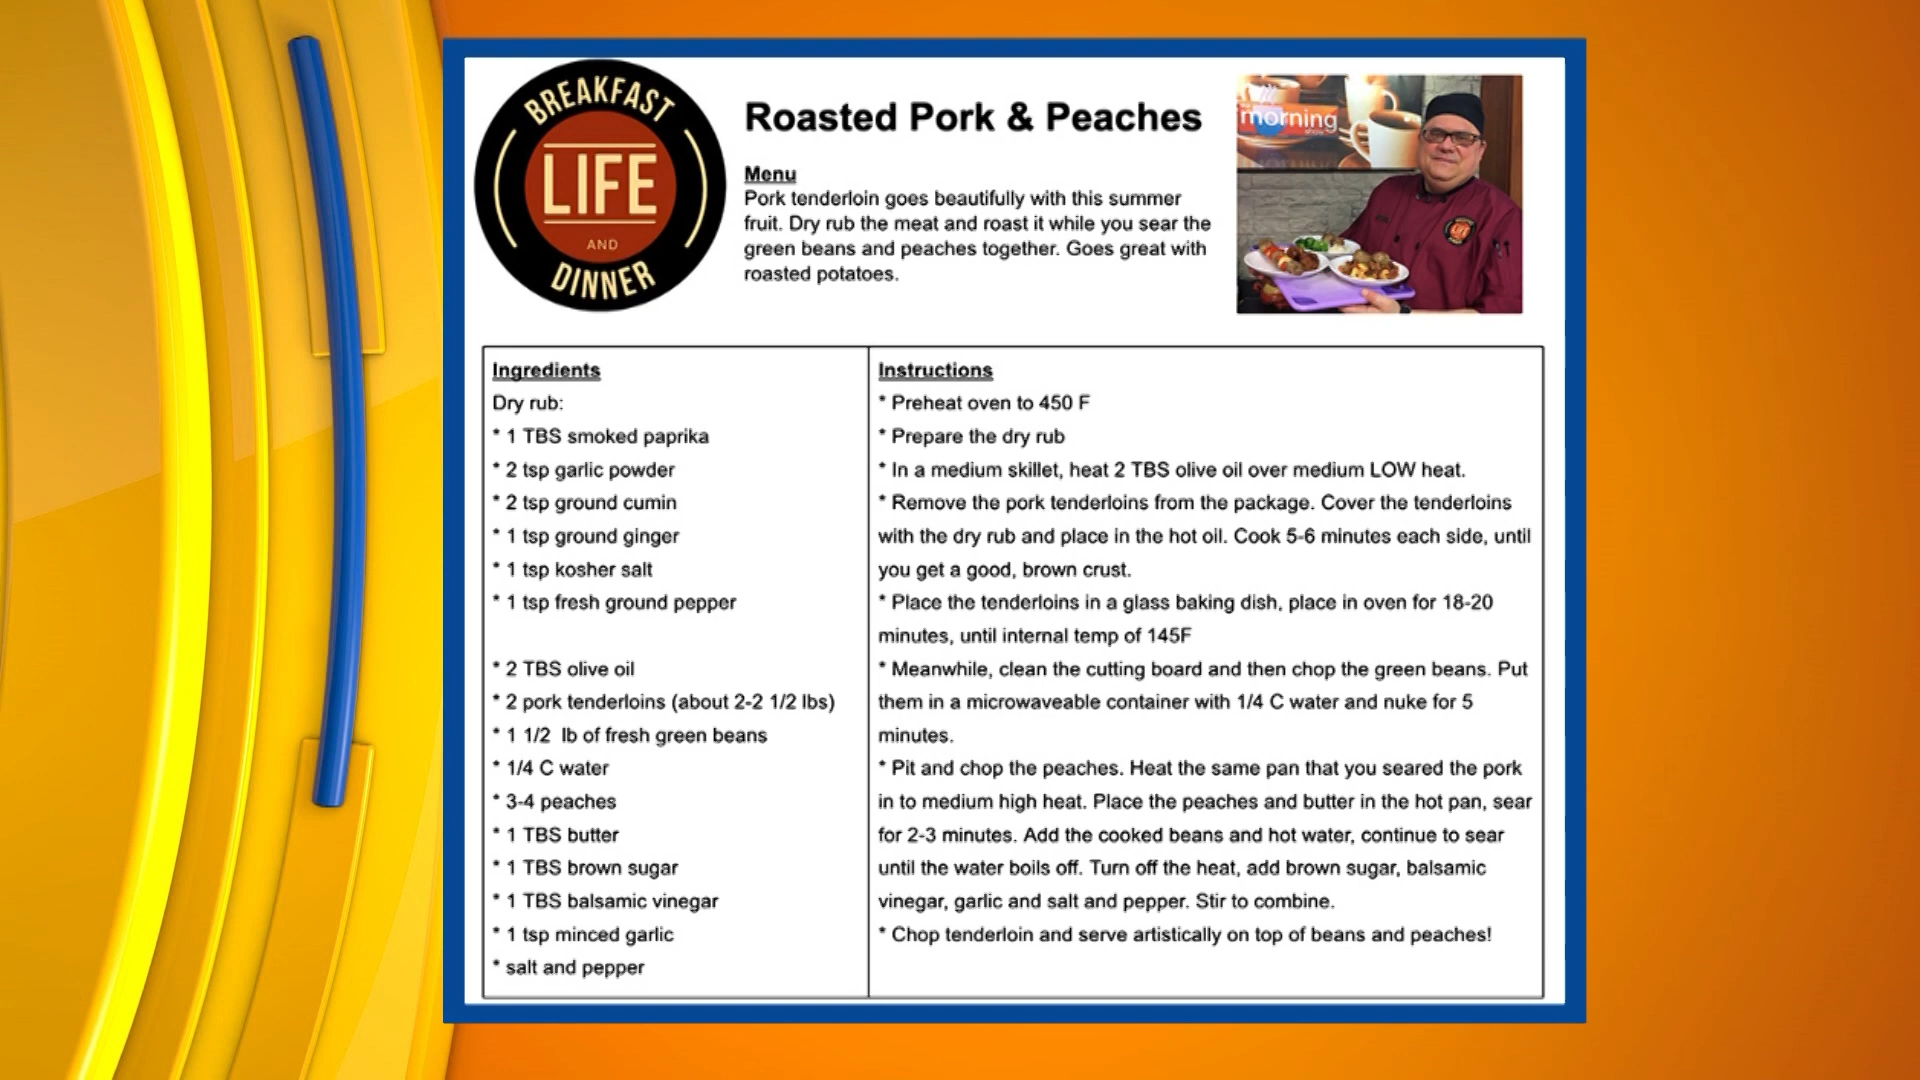 BREAKFAST
LIFE
AND
DINNER
Roasted Pork & Peaches
Menu
Pork tenderloin goes beautifully with this summer
fruit. Dry rub the meat and roast it while you sear the
green beans and peaches together. Goes great with
roasted potatoes.
morning
LIFE
Ingredients
Dry rub:
* 1 TBS smoked paprika
* 2 tsp garlic powder
* 2 tsp ground cumin
* 1 tsp ground ginger
* 1 tsp kosher salt
* 1 tsp fresh ground pepper
* 2 TBS olive oil
* 2 pork tenderloins (about 2-2 1/2 lbs)
* 1 1/2 lb of fresh green beans
* 1/4 C water
* 3-4 peaches
* 1 TBS butter
* 1 TBS brown sugar
* 1 TBS balsamic vinegar
* 1 tsp minced garlic
* salt and pepper
Instructions
* Preheat oven to 450 F
* Prepare the dry rub
* In a medium skillet, heat 2 TBS olive oil over medium LOW heat.
* Remove the pork tenderloins from the package. Cover the tenderloins
with the dry rub and place in the hot oil. Cook 5-6 minutes each side, until
you get a good, brown crust.
* Place the tenderloins in a glass baking dish, place in oven for 18-20
minutes, until internal temp of 145F
* Meanwhile, clean the cutting board and then chop the green beans. Put
them in a microwaveable container with 1/4 C water and nuke for 5
minutes.
* Pit and chop the peaches. Heat the same pan that you seared the pork
in to medium high heat. Place the peaches and butter in the hot pan, sear
for 2-3 minutes. Add the cooked beans and hot water, continue to sear
until the water boils off. Turn off the heat, add brown sugar, balsamic
vinegar, garlic and salt and pepper. Stir to combine.
* Chop tenderloin and serve artistically on top of beans and peaches!